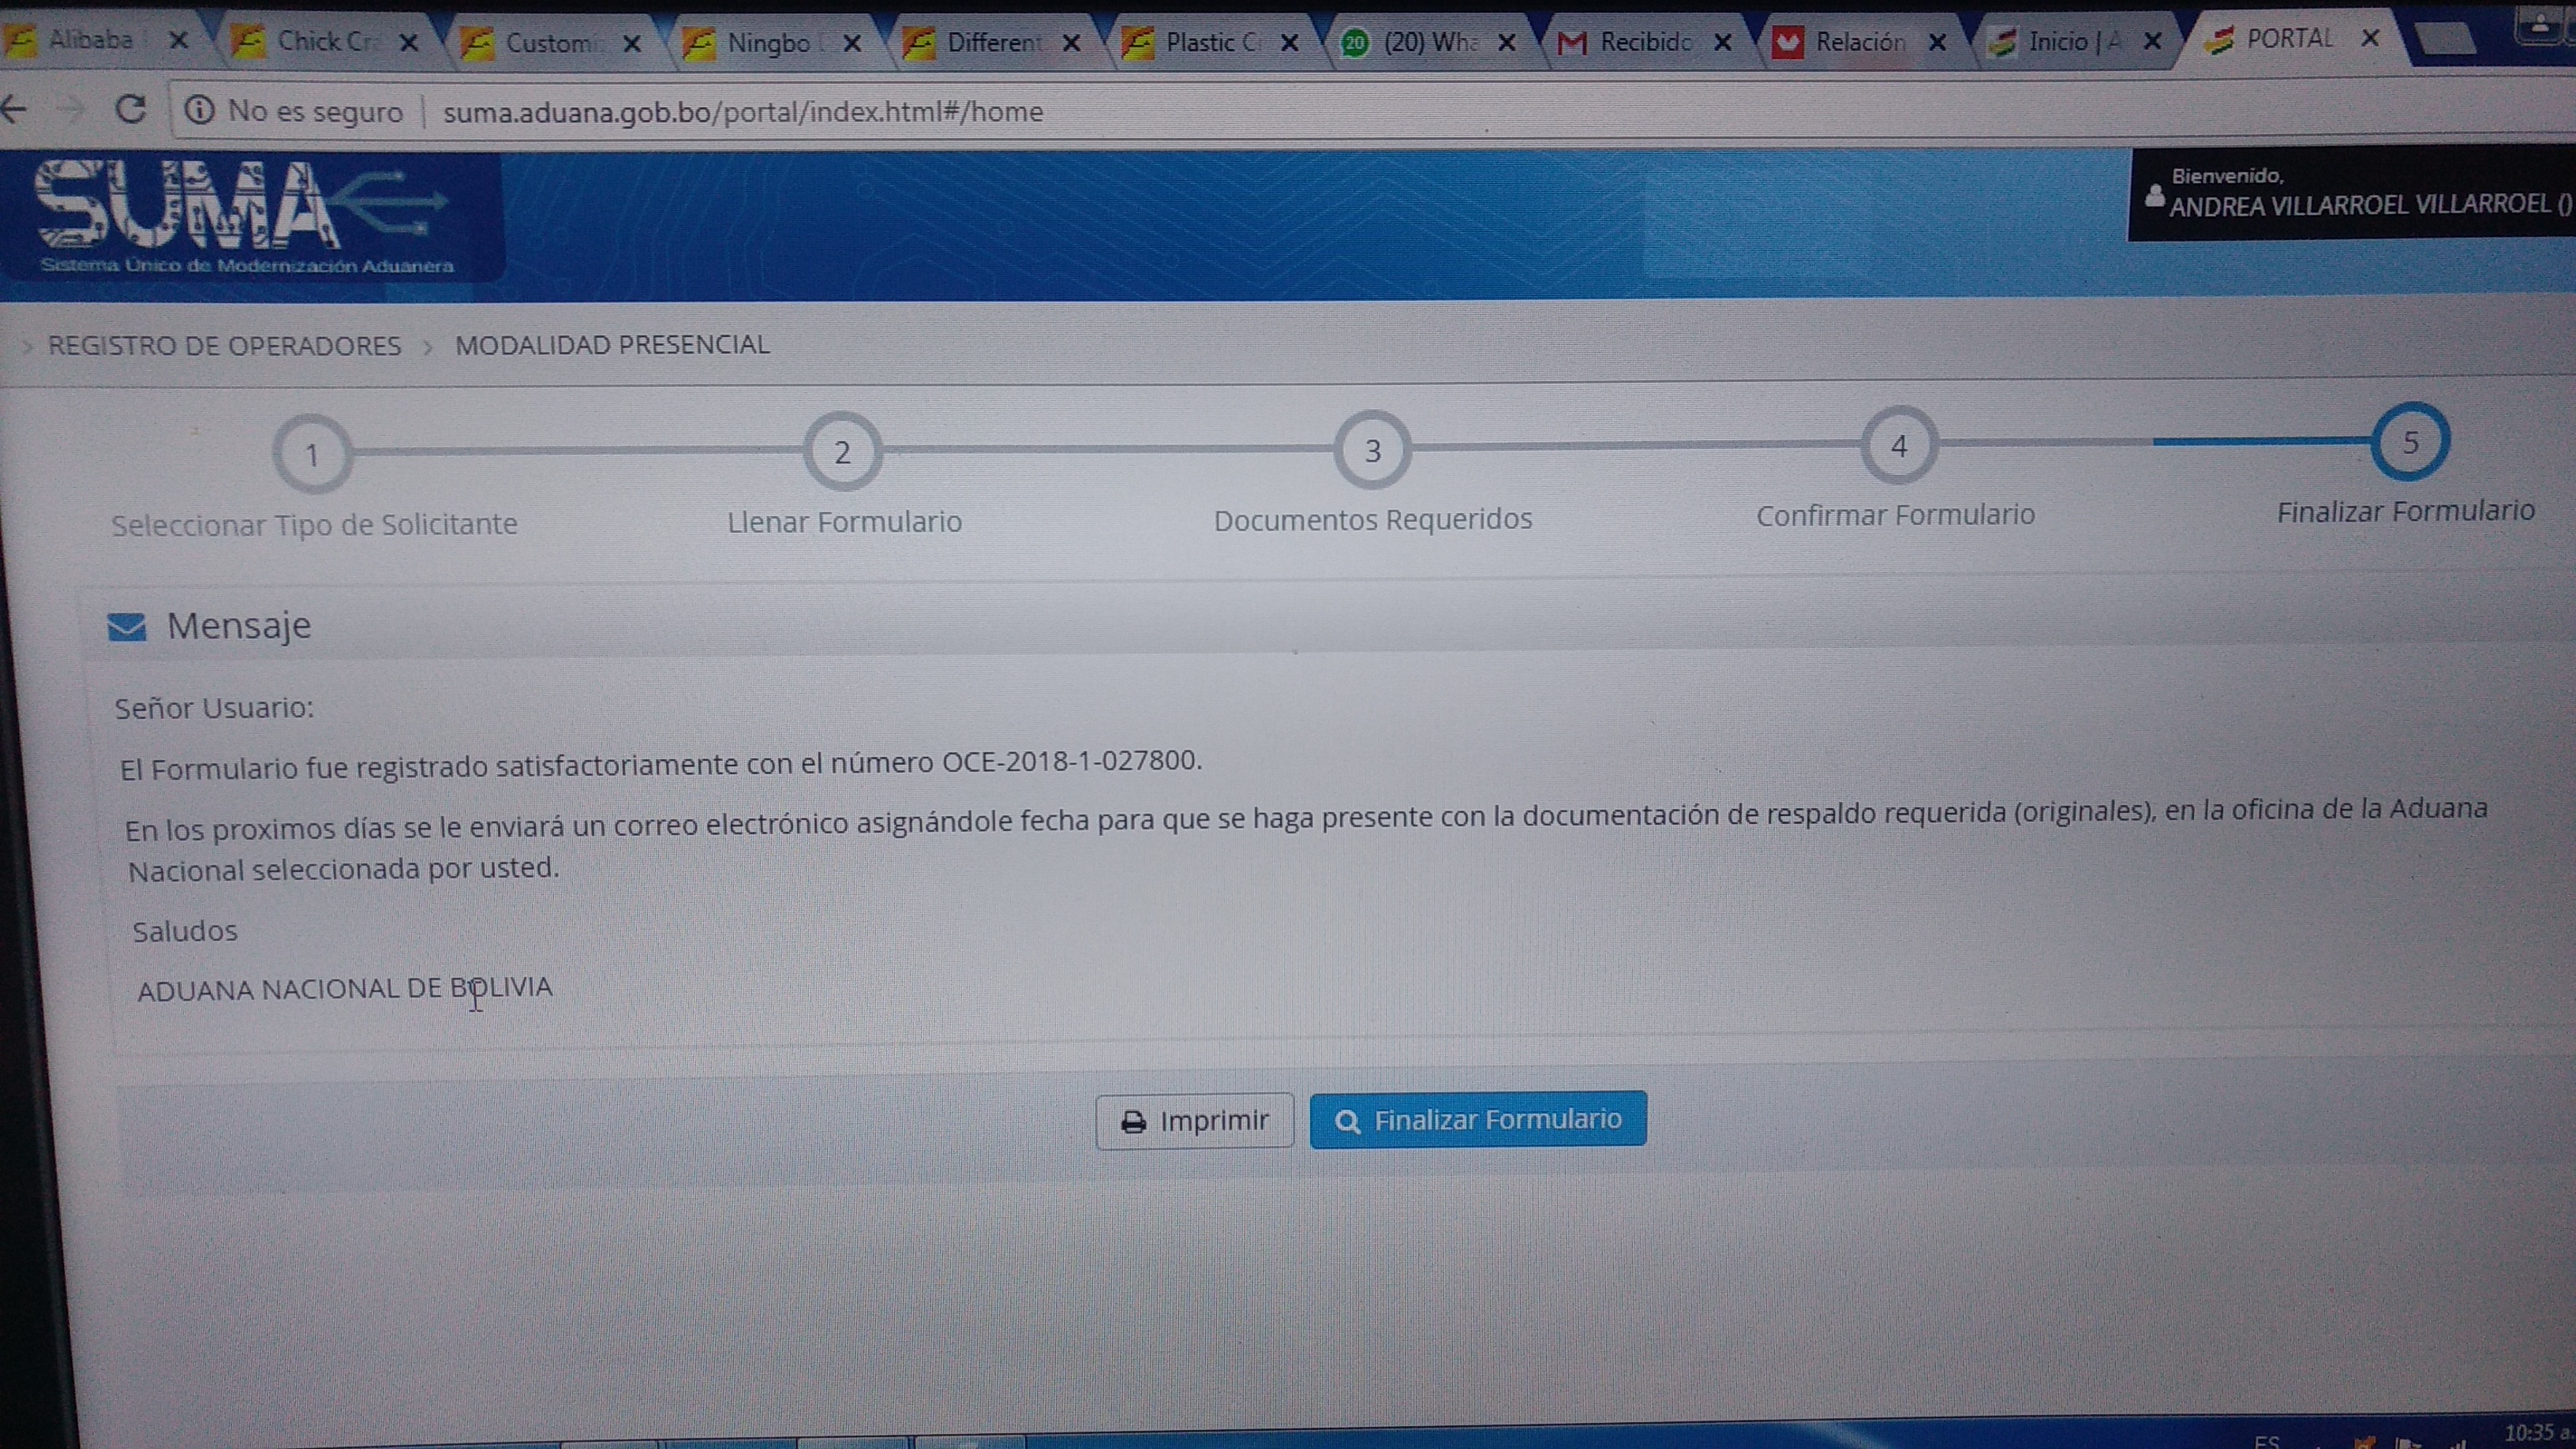 Alibaba
Chick Cr
Custom
Ningbo
Different
Plastic C
20
(20) Wha
Recibido
Relación
Inicio | A
PORTAL
No es seguro
suma.aduana.gob.bo/portal/index.html#/home
SUMA
Sistema Único de Modernización Aduanera
Bienvenido,
ANDREA VILLARROEL VILLARROEL ()
> REGISTRO DE OPERADORES > MODALIDAD PRESENCIAL
1
2
3
4
5
Seleccionar Tipo de Solicitante
Llenar Formulario
Documentos Requeridos
Confirmar Formulario
Finalizar Formulario
Mensaje
Señor Usuario:
El Formulario fue registrado satisfactoriamente con el número OCE-2018-1-027800.
En los proximos días se le enviará un correo electrónico asignándole fecha para que se haga presente con la documentación de respaldo requerida (originales), en la oficina de la Aduana
Nacional seleccionada por usted.
Saludos
ADUANA NACIONAL DE BOLIVIA
Imprimir
Finalizar Formulario
ES
10:35 a.